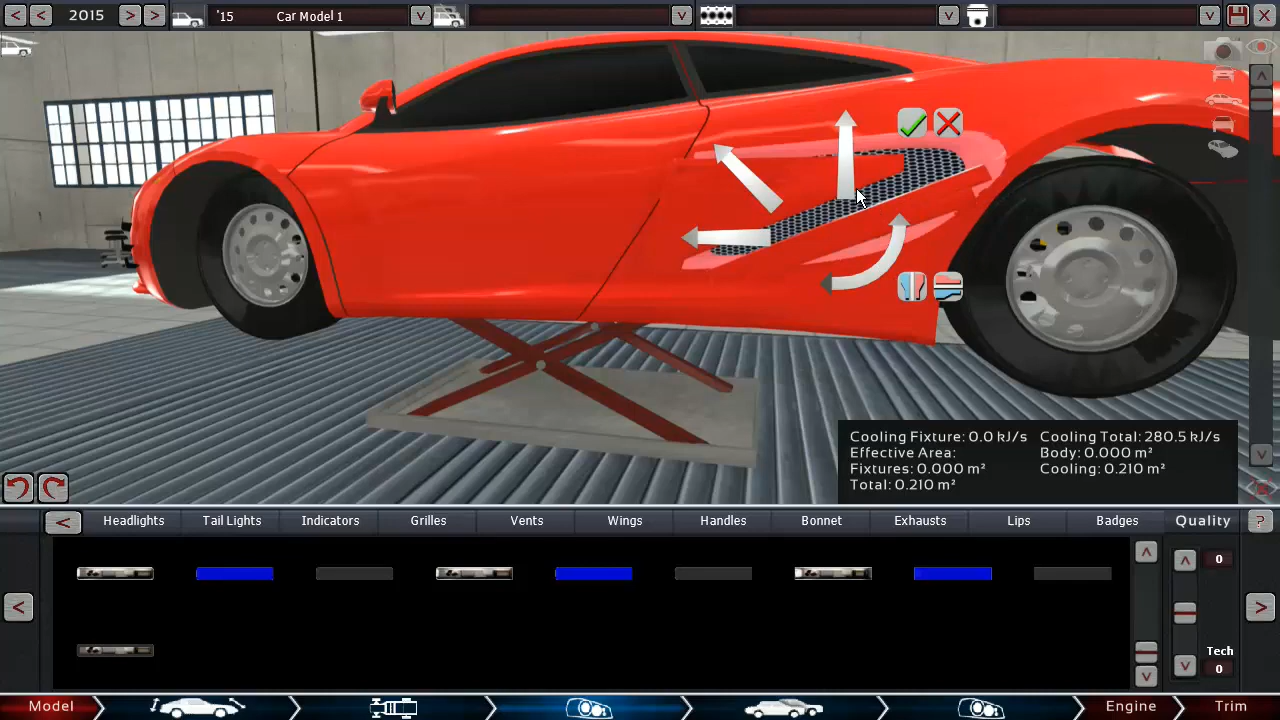 2015 '15 Car Model 1
Cooling Fixture: 0.0 kJ/s Cooling Total: 280.5 kJ/s
Effective Area: Body: 0.000 m²
Fixtures: 0.000 m² Cooling: 0.210 m²
Total: 0.210 m²
Headlights Tail Lights Indicators Grilles Vents Wings Handles Bonnet Exhausts Lips Badges Quality ?
0
Tech
0
Model Engine Trim